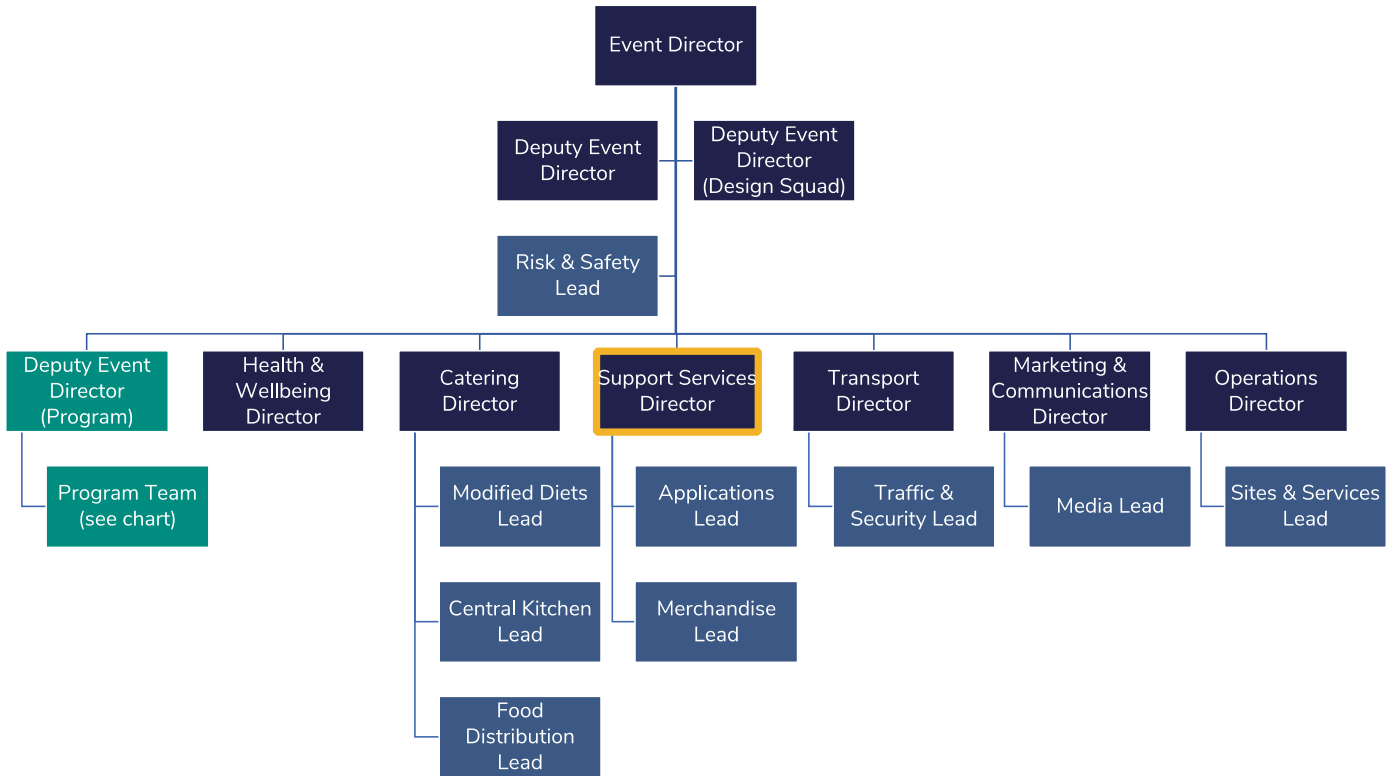 Event Director
Deputy Event
Director
Deputy Event
Director
(Design Squad)
Risk & Safety
Lead
Deputy Event
Director
(Program)
Health &
Wellbeing
Director
Catering
Director
Support Services
Director
Transport
Director
Marketing &
Communications
Director
Operations
Director
Program Team
(see chart)
Modified Diets
Lead
Applications
Lead
Traffic &
Security Lead
Media Lead
Sites & Services
Lead
Central Kitchen
Lead
Merchandise
Lead
Food
Distribution
Lead